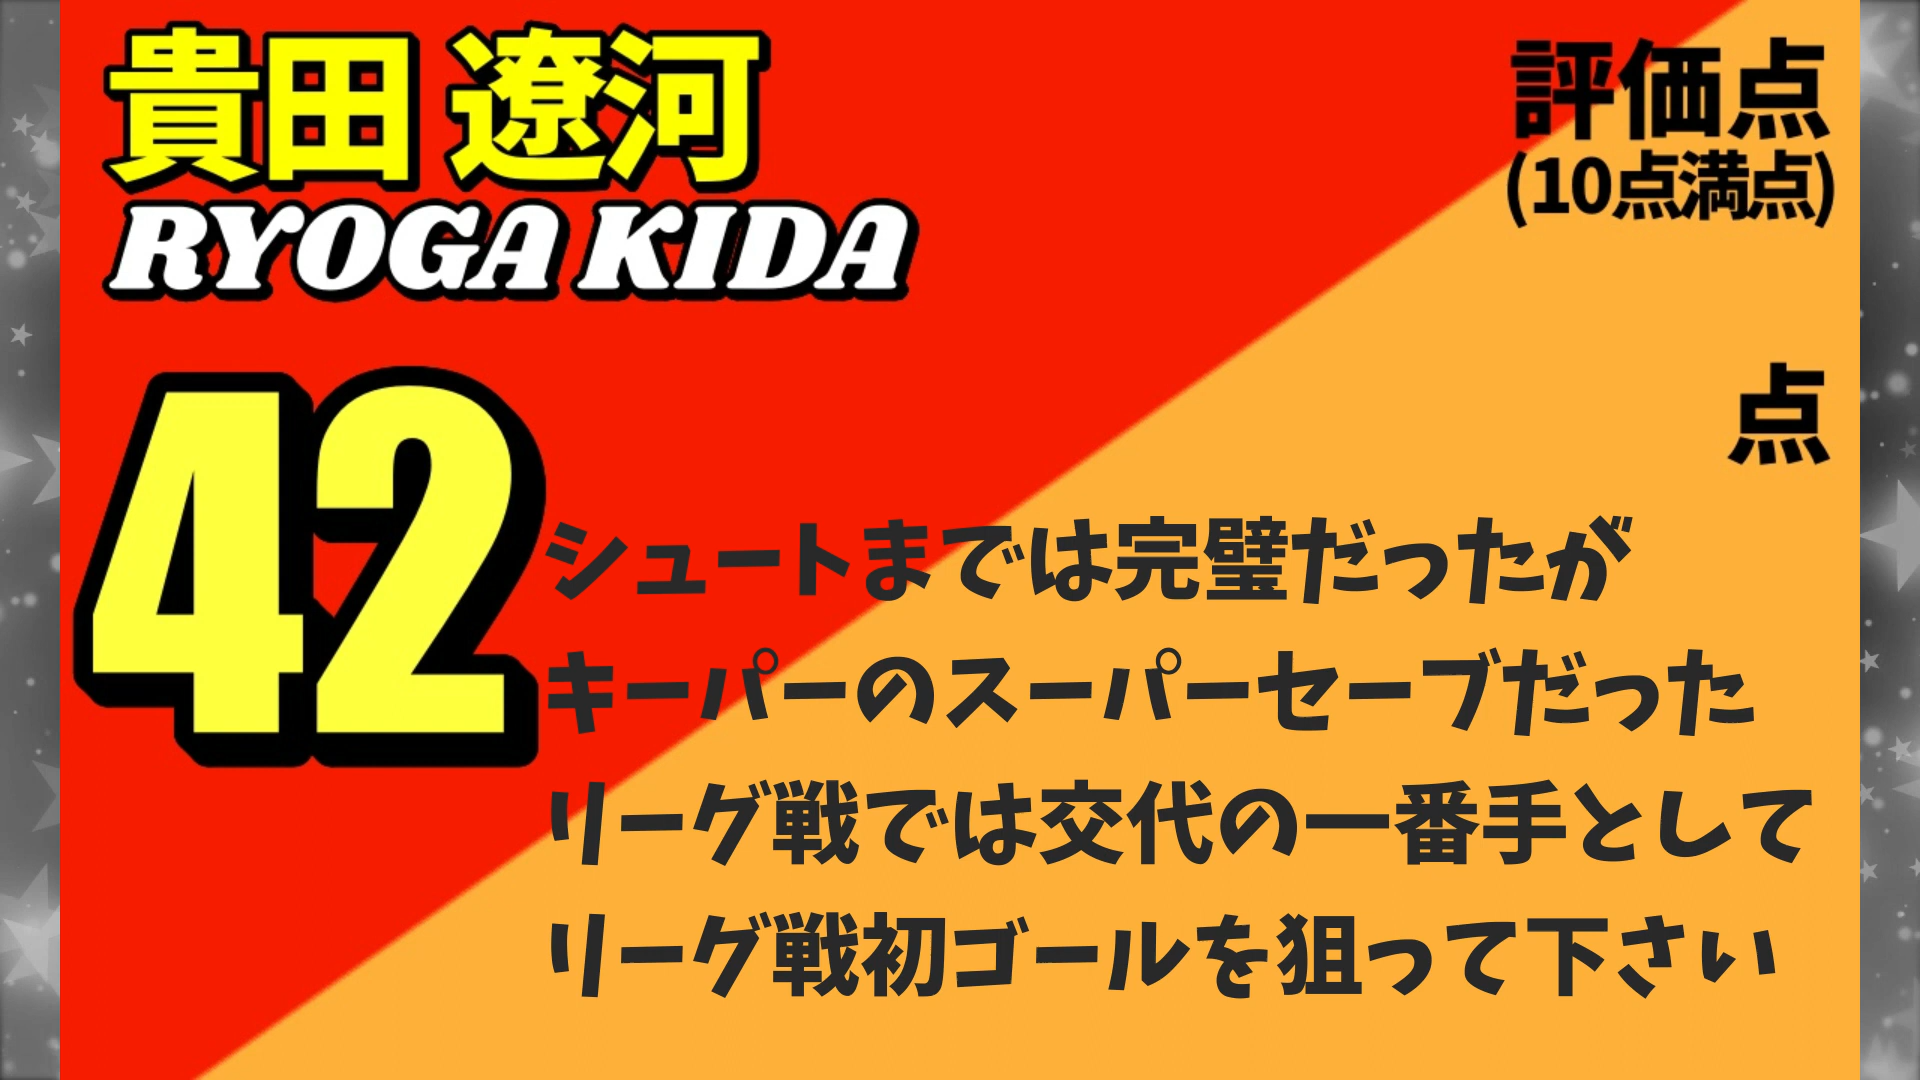 貴田 遼河
RYOGA KIDA
42
評価点
(10点満点)
点
シュートまでは完璧だったが
キーパーのスーパーセーブだった
リーグ戦では交代の一番手として
リーグ戦初ゴールを狙って下さい